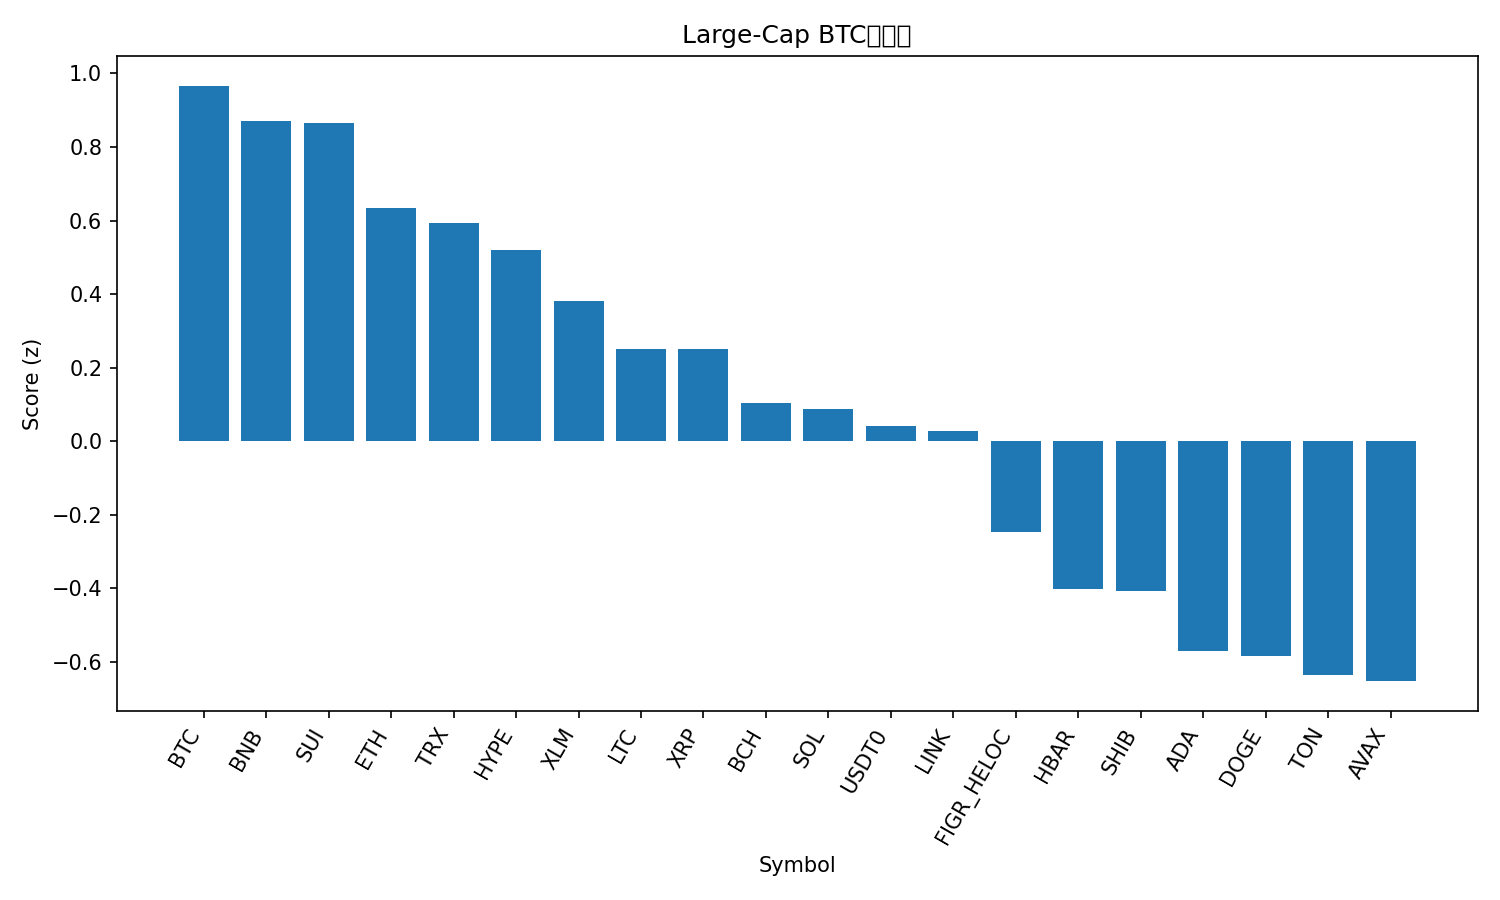 Large-Cap BTC
1.0
0.8
0.6
0.4
0.2
0.0
−0.2
−0.4
−0.6
Score (z)
BTC
BNB
SUI
ETH
TRX
HYPE
XLM
LTC
XRP
BCH
SOL
USDT0
LINK
FIGR_HELOC
HBAR
SHIB
ADA
DOGE
TON
AVAX
Symbol